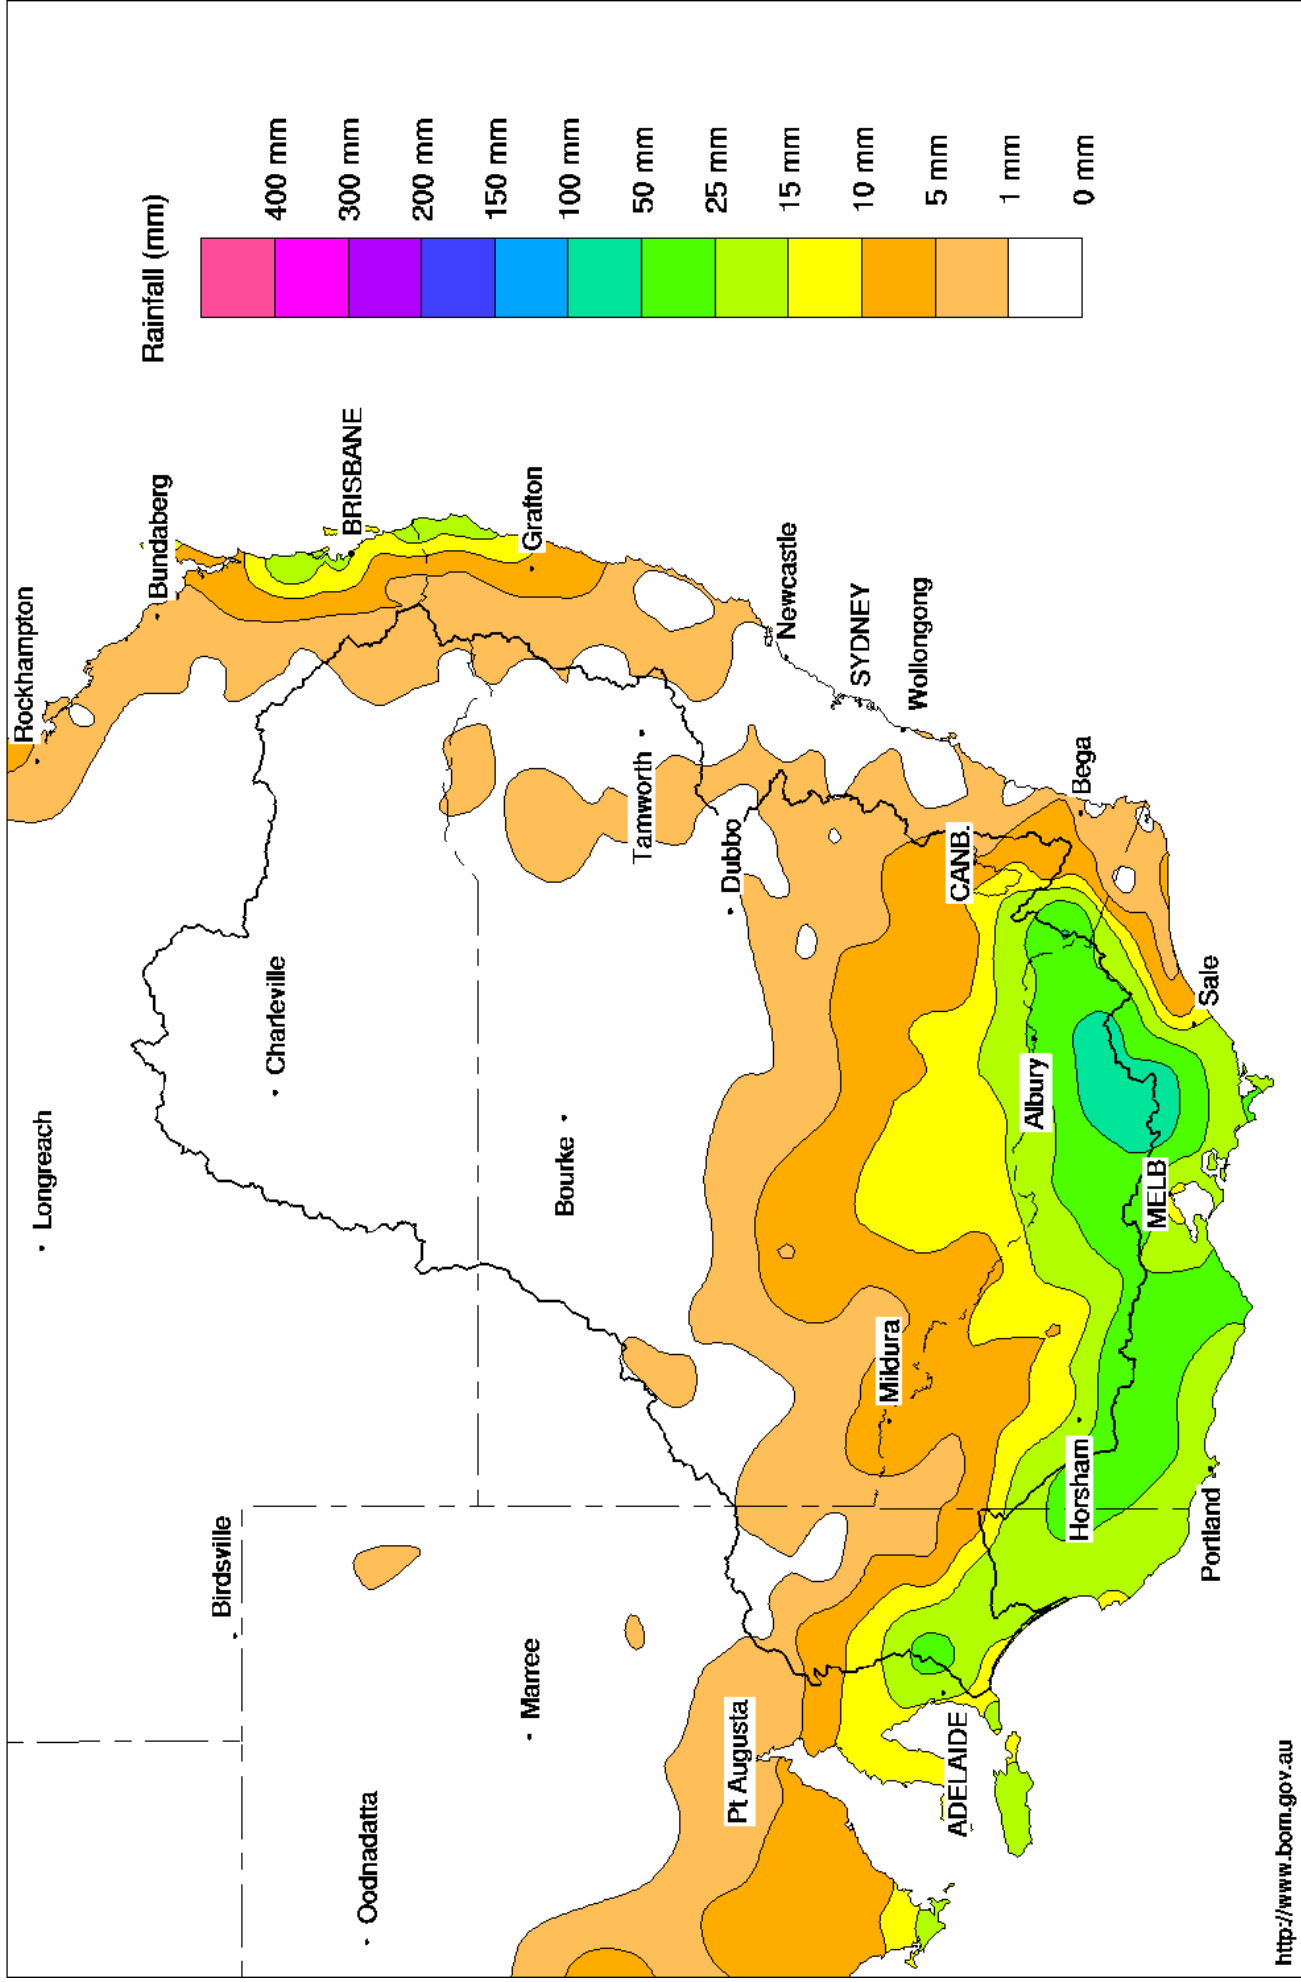 Rainfall (mm)
400 mm
300 mm
200 mm
150 mm
100 mm
50 mm
25 mm
15 mm
10 mm
5 mm
1 mm
0 mm
Rockhampton
Longreach
Bundaberg
Birdsville
Charleville
BRISBANE
Oodnadatta
Marree
Bourke
Grafton
Tamworth
Dubbo
Newcastle
Pt Augusta
SYDNEY
Mildura
Wollongong
ADELAIDE
CANB.
Albury
Horsham
Bega
MELB
Sale
Portland
http://www.bom.gov.au